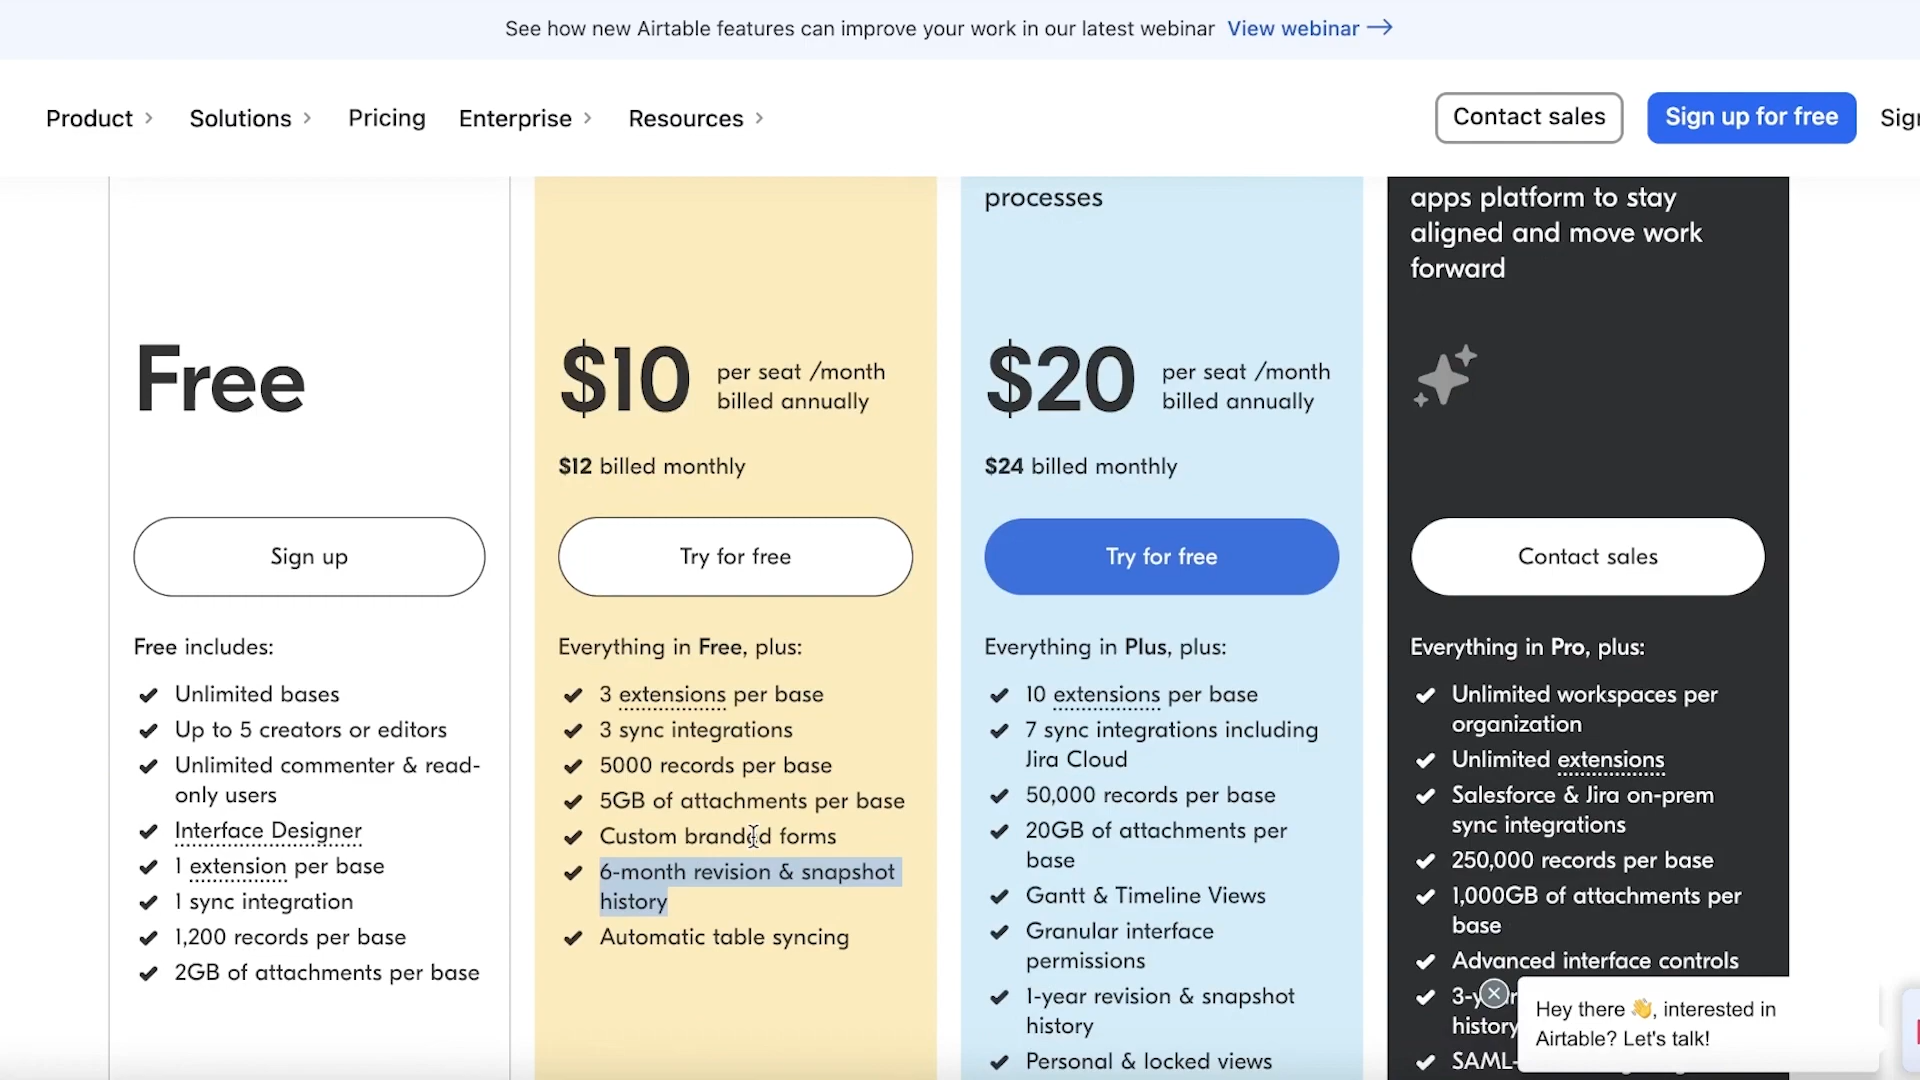 See how new Airtable features can improve your work in our latest webinar View webinar →
Product
Solutions
Pricing
Enterprise
Resources
Contact sales
Sign up for free
processes
apps platform to stay
aligned and move work
forward
Free
$10 per seat /month
billed annually
$20 per seat /month
billed annually
$12 billed monthly
$24 billed monthly
Sign up
Try for free
Try for free
Contact sales
Free includes:
Unlimited bases
Up to 5 creators or editors
Unlimited commenter & read-
only users
Interface Designer
1 extension per base
1 sync integration
1,200 records per base
2GB of attachments per base
Everything in Free, plus:
3 extensions per base
3 sync integrations
5000 records per base
5GB of attachments per base
Custom branded forms
6-month revision & snapshot
history
Automatic table syncing
Everything in Plus, plus:
10 extensions per base
7 sync integrations including
Jira Cloud
50,000 records per base
20GB of attachments per
base
Gantt & Timeline Views
Granular interface
permissions
1-year revision & snapshot
history
Personal & locked views
Everything in Pro, plus:
Unlimited workspaces per
organization
Unlimited extensions
Salesforce & Jira on-prem
sync integrations
250,000 records per base
1,000GB of attachments per
base
Advanced interface controls
history
SAML-
Hey there 👋, interested in
Airtable? Let's talk!